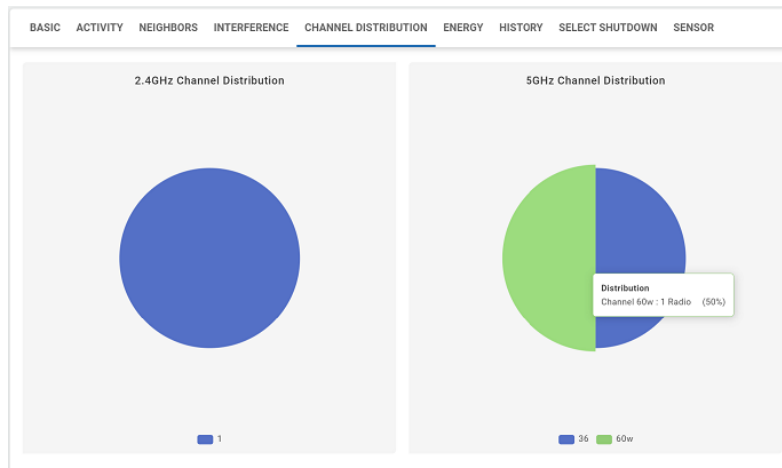 BASIC ACTIVITY NEIGHBORS INTERFERENCE CHANNEL DISTRIBUTION ENERGY HISTORY SELECT SHUTDOWN SENSOR
2.4GHz Channel Distribution
1
5GHz Channel Distribution
Distribution
Channel 60w : 1 Radio (50%)
36 60w